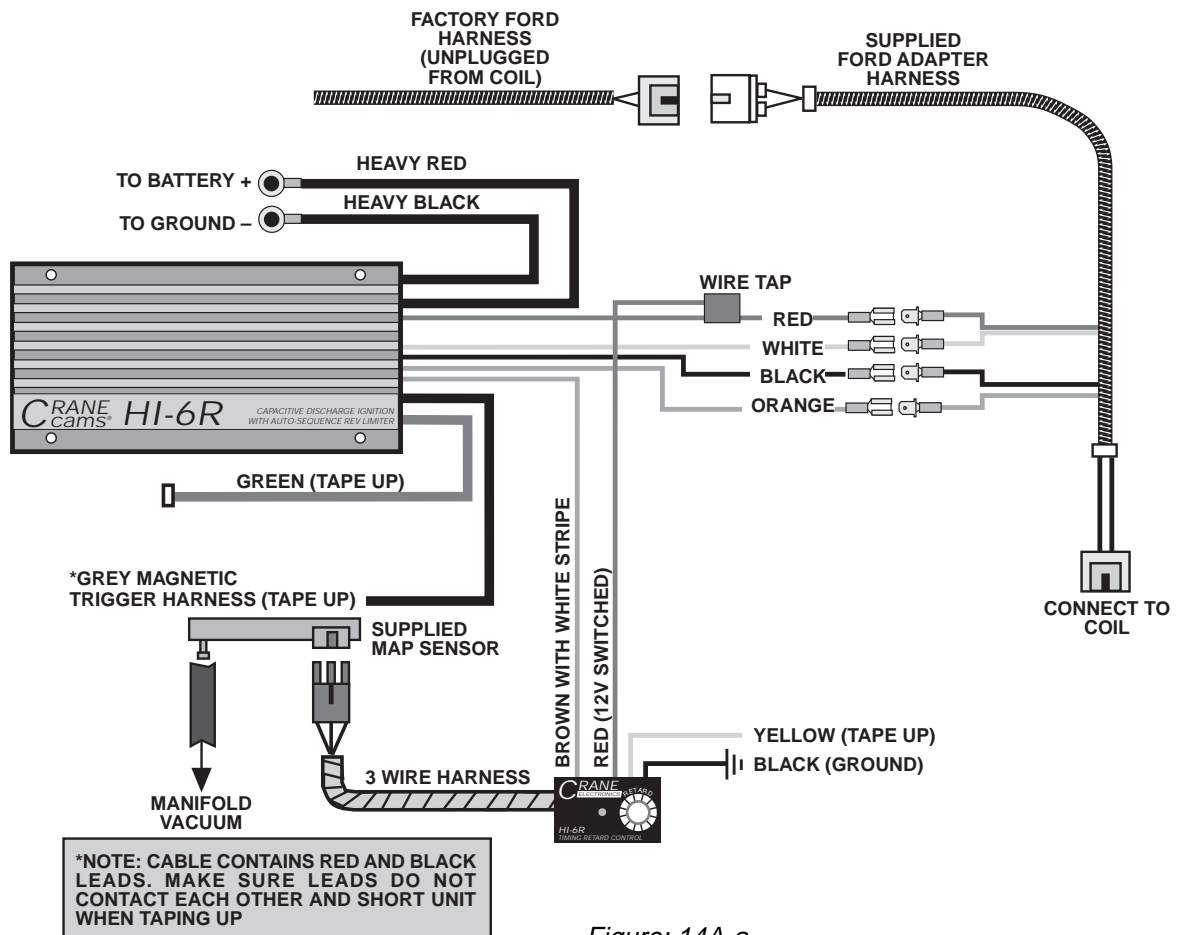 FACTORY FORD
HARNESS
(UNPLUGGED
FROM COIL)
SUPPLIED
FORD ADAPTER
HARNESS
HEAVY RED
TO BATTERY +
HEAVY BLACK
TO GROUND –
WIRE TAP
RED
WHITE
BLACK
ORANGE
CRANE
cams®
HI-6R
CAPACITIVE DISCHARGE IGNITION
WITH AUTO-SEQUENCE REV LIMITER
GREEN (TAPE UP)
*GREY MAGNETIC
TRIGGER HARNESS (TAPE UP)
SUPPLIED
MAP SENSOR
BROWN WITH WHITE STRIPE
RED (12V SWITCHED)
CONNECT TO
COIL
YELLOW (TAPE UP)
BLACK (GROUND)
3 WIRE HARNESS
CRANE
ELECTRONICS
RETARD
HI-6R
TIMING RETARD CONTROL
MANIFOLD
VACUUM
*NOTE: CABLE CONTAINS RED AND BLACK
LEADS. MAKE SURE LEADS DO NOT
CONTACT EACH OTHER AND SHORT UNIT
WHEN TAPING UP
Figure: 14A-a